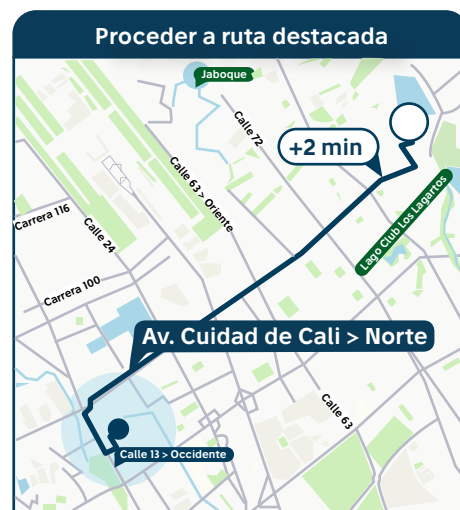 Proceder a ruta destacada
Jaboque
Calle 72
+2 min
Calle 63 > Oriente
Lago Club Los Lagartos
Carrera 116
Calle 24
Carrera 100
Av. Cuidad de Cali > Norte
Calle 63
Calle 13 > Occidente